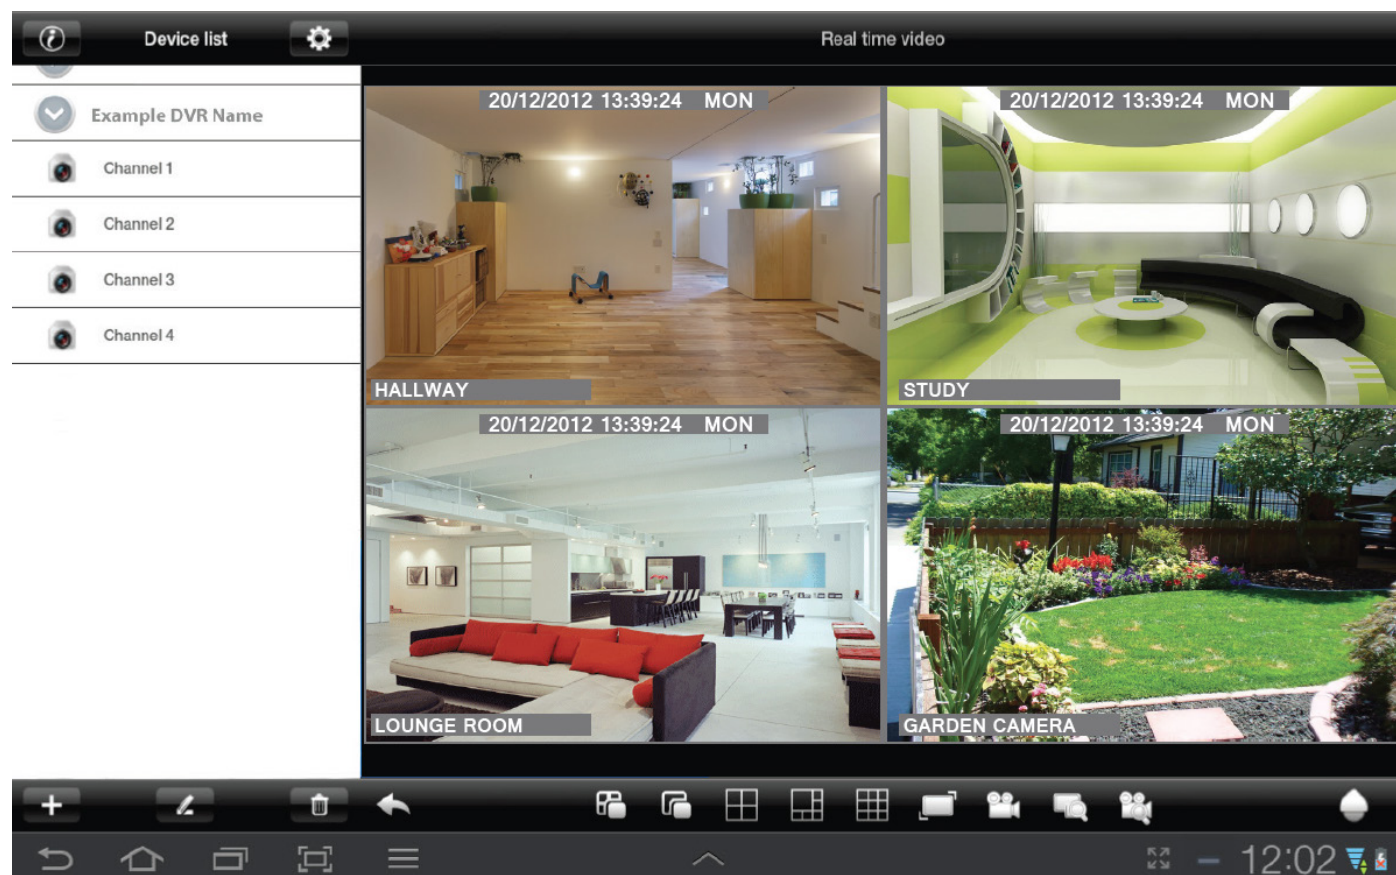 Device list
Real time video
Example DVR Name
Channel 1
Channel 2
Channel 3
Channel 4
20/12/2012 13:39:24 MON
HALLWAY
20/12/2012 13:39:24 MON
STUDY
20/12/2012 13:39:24 MON
LOUNGE ROOM
20/12/2012 13:39:24 MON
GARDEN CAMERA
12:02